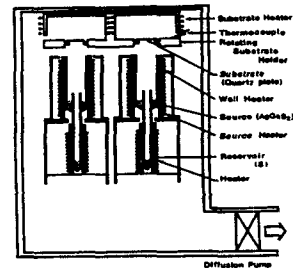 Substrate Heater
Thermocouple
Rotating
Substrate
Holder
Substrate
(Quartz plate)
Wall Heater
Source (AgGaS2)
Source Heater
Reservoir
(S)
Heater
Diffusion Pump